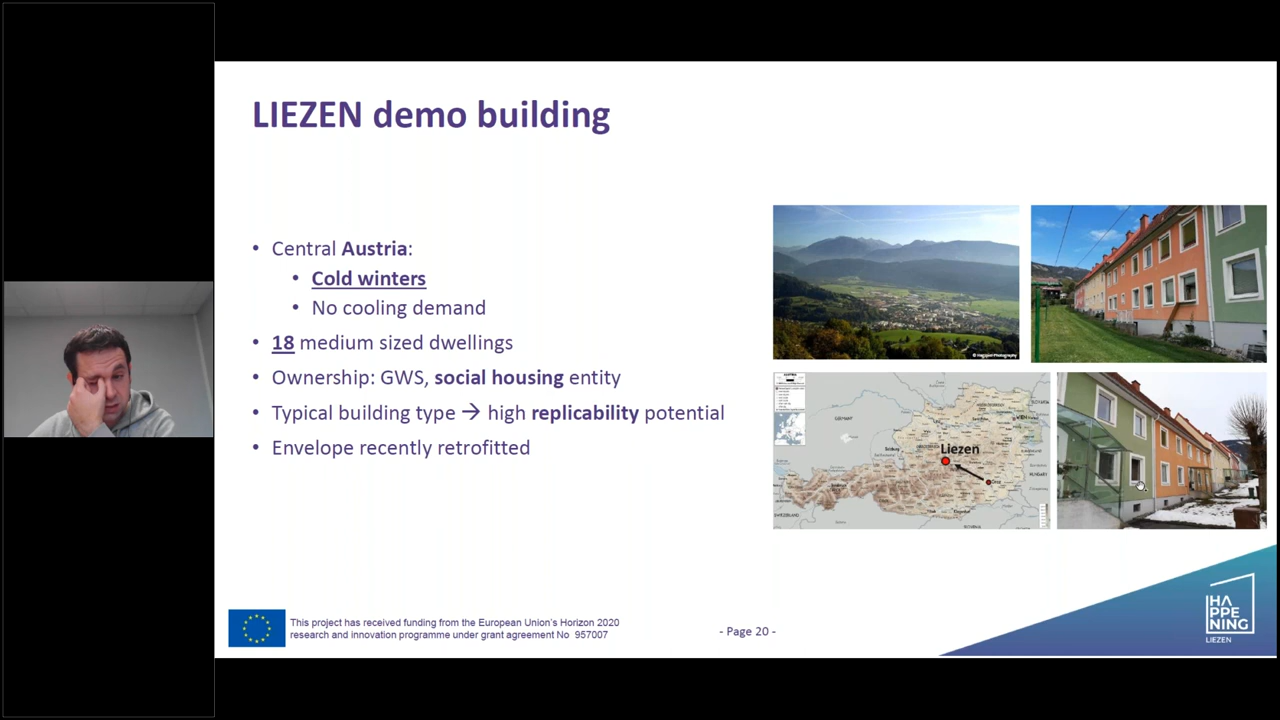 LIEZEN demo building
• Central Austria:
• Cold winters
• No cooling demand
• 18 medium sized dwellings
• Ownership: GWS, social housing entity
• Typical building type → high replicability potential
• Envelope recently retrofitted
Liezen
Graz
This project has received funding from the European Union's Horizon 2020
research and innovation programme under grant agreement No 957007
- Page 20 -
HA
PPE
NING
LIEZEN